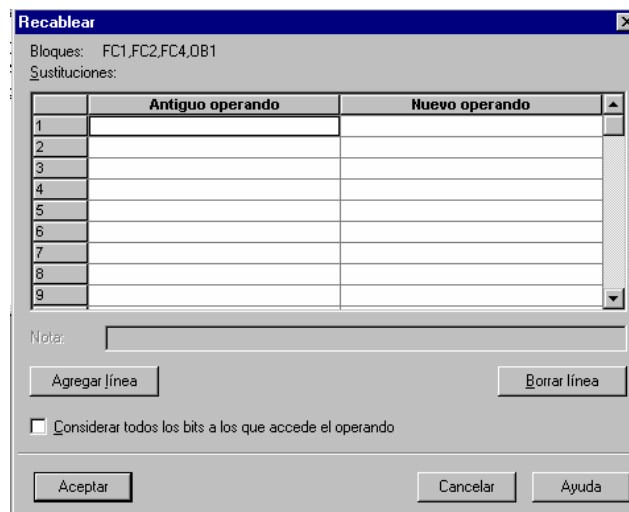 Recablear
Bloques: FC1,FC2,FC4,OB1
Sustituciones:
Antiguo operando Nuevo operando
1
2
3
4
5
6
7
8
9
Nota:
Agregar línea Borrar línea
Considerar todos los bits a los que accede el operando
Aceptar Cancelar Ayuda